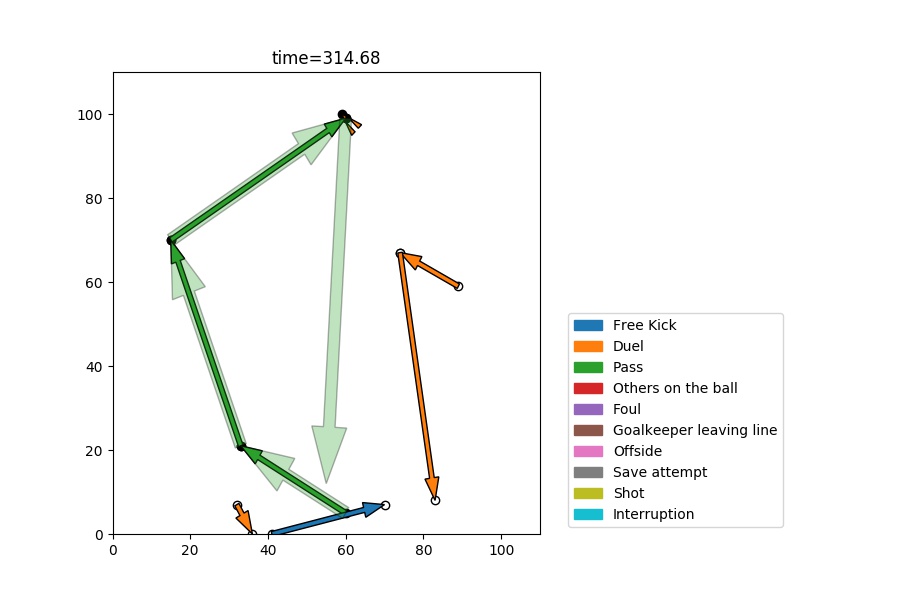 time=314.68
100
80
60
40
20
0
0 20 40 60 80 100
Free Kick
Duel
Pass
Others on the ball
Foul
Goalkeeper leaving line
Offside
Save attempt
Shot
Interruption